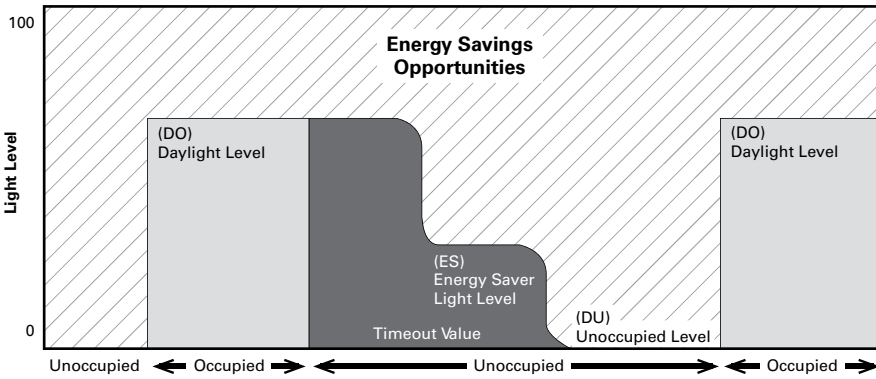 100
Energy Savings
Opportunities
(DO)
Daylight Level
(DO)
Daylight Level
Light Level
(ES)
Energy Saver
Light Level
(DU)
Unoccupied Level
Timeout Value
0
Unoccupied
Occupied
Unoccupied
Occupied